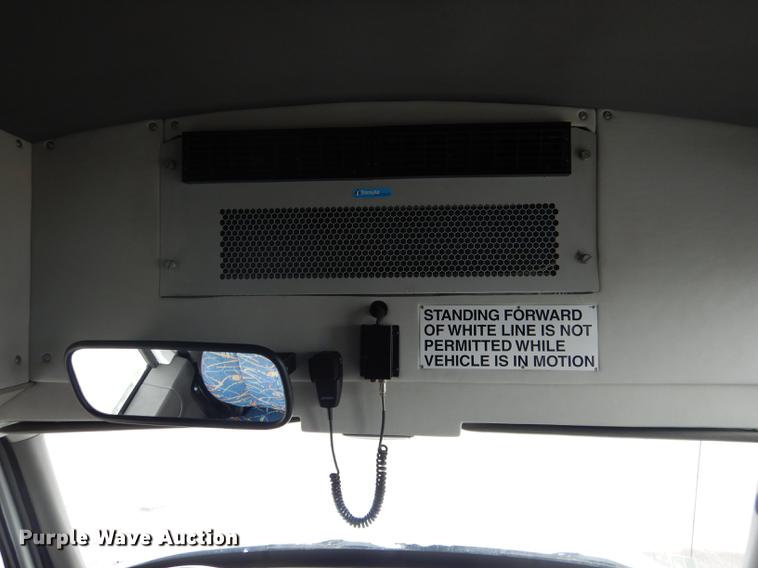 STANDING FORWARD
OF WHITE LINE IS NOT
PERMITTED WHILE
VEHICLE IS IN MOTION
Purple Wave Auction